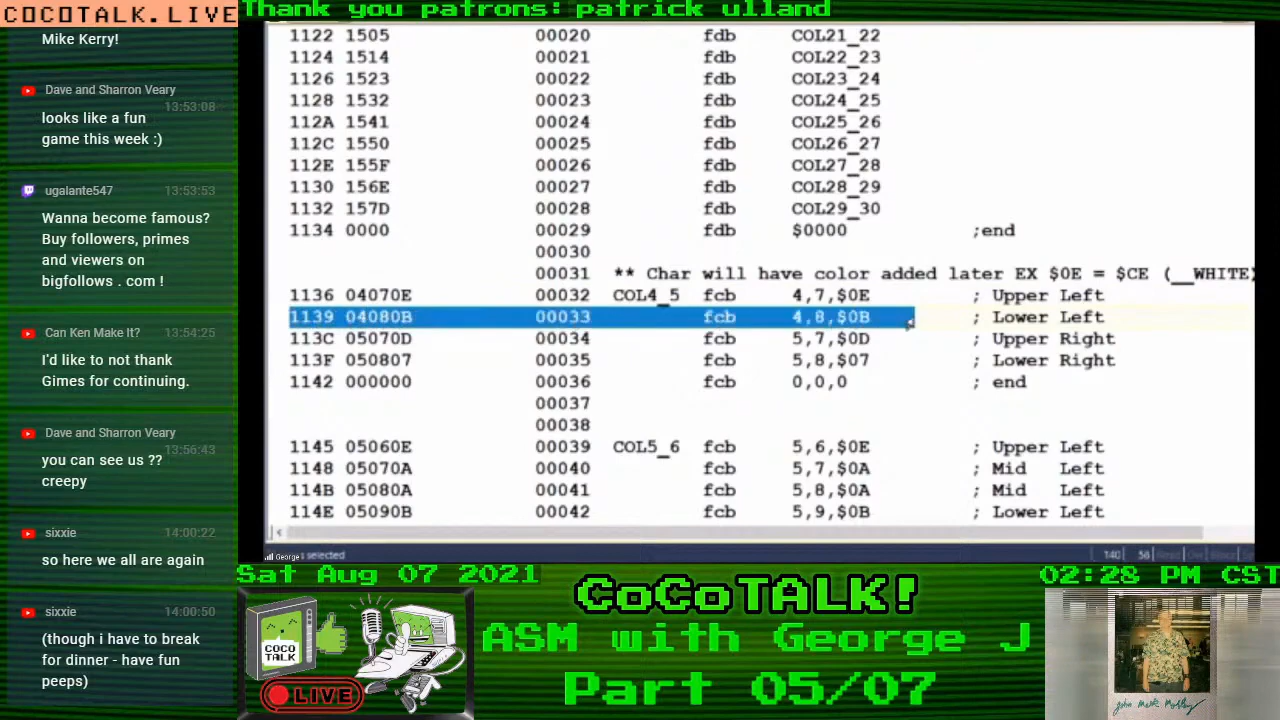 COCOTALK.LIVE
Thank you patrons: patrick ulland
Mike Kerry!
Dave and Sharron Veary
13:53:08
looks like a fun
game this week :)
ugalante547
13:53:53
Wanna become famous?
Buy followers, primes
and viewers on
bigfollows . com !
Can Ken Make It?
13:54:25
I'd like to not thank
Gimes for continuing.
Dave and Sharron Veary
13:56:43
you can see us ??
creepy
sixxie
14:00:22
so here we all are again
sixxie
14:00:50
(though i have to break
for dinner - have fun
peeps)
1122 1505 00020 fdb COL21_22
1124 1514 00021 fdb COL22_23
1126 1523 00022 fdb COL23_24
1128 1532 00023 fdb COL24_25
112A 1541 00024 fdb COL25_26
112C 1550 00025 fdb COL26_27
112E 155F 00026 fdb COL27_28
1130 156E 00027 fdb COL28_29
1132 157D 00028 fdb COL29_30
1134 0000 00029 fdb $0000 ;end
00030
00031 ** Char will have color added later EX $0E = $CE (__WHITE)
1136 04070E 00032 COL4_5 fcb 4,7,$0E ; Upper Left
1139 04080B 00033 fcb 4,8,$0B ; Lower Left
113C 05070D 00034 fcb 5,7,$0D ; Upper Right
113F 050807 00035 fcb 5,8,$07 ; Lower Right
1142 000000 00036 fcb 0,0,0 ; end
00037
00038
1145 05060E 00039 COL5_6 fcb 5,6,$0E ; Upper Left
1148 05070A 00040 fcb 5,7,$0A ; Mid Left
114B 05080A 00041 fcb 5,8,$0A ; Mid Left
114E 05090B 00042 fcb 5,9,$0B ; Lower Left
George selected 140 56
Sat Aug 07 2021
02:28 PM CST
COCO
TALK
LIVE
CoCoTALK!
ASM with George J
Part 05/07